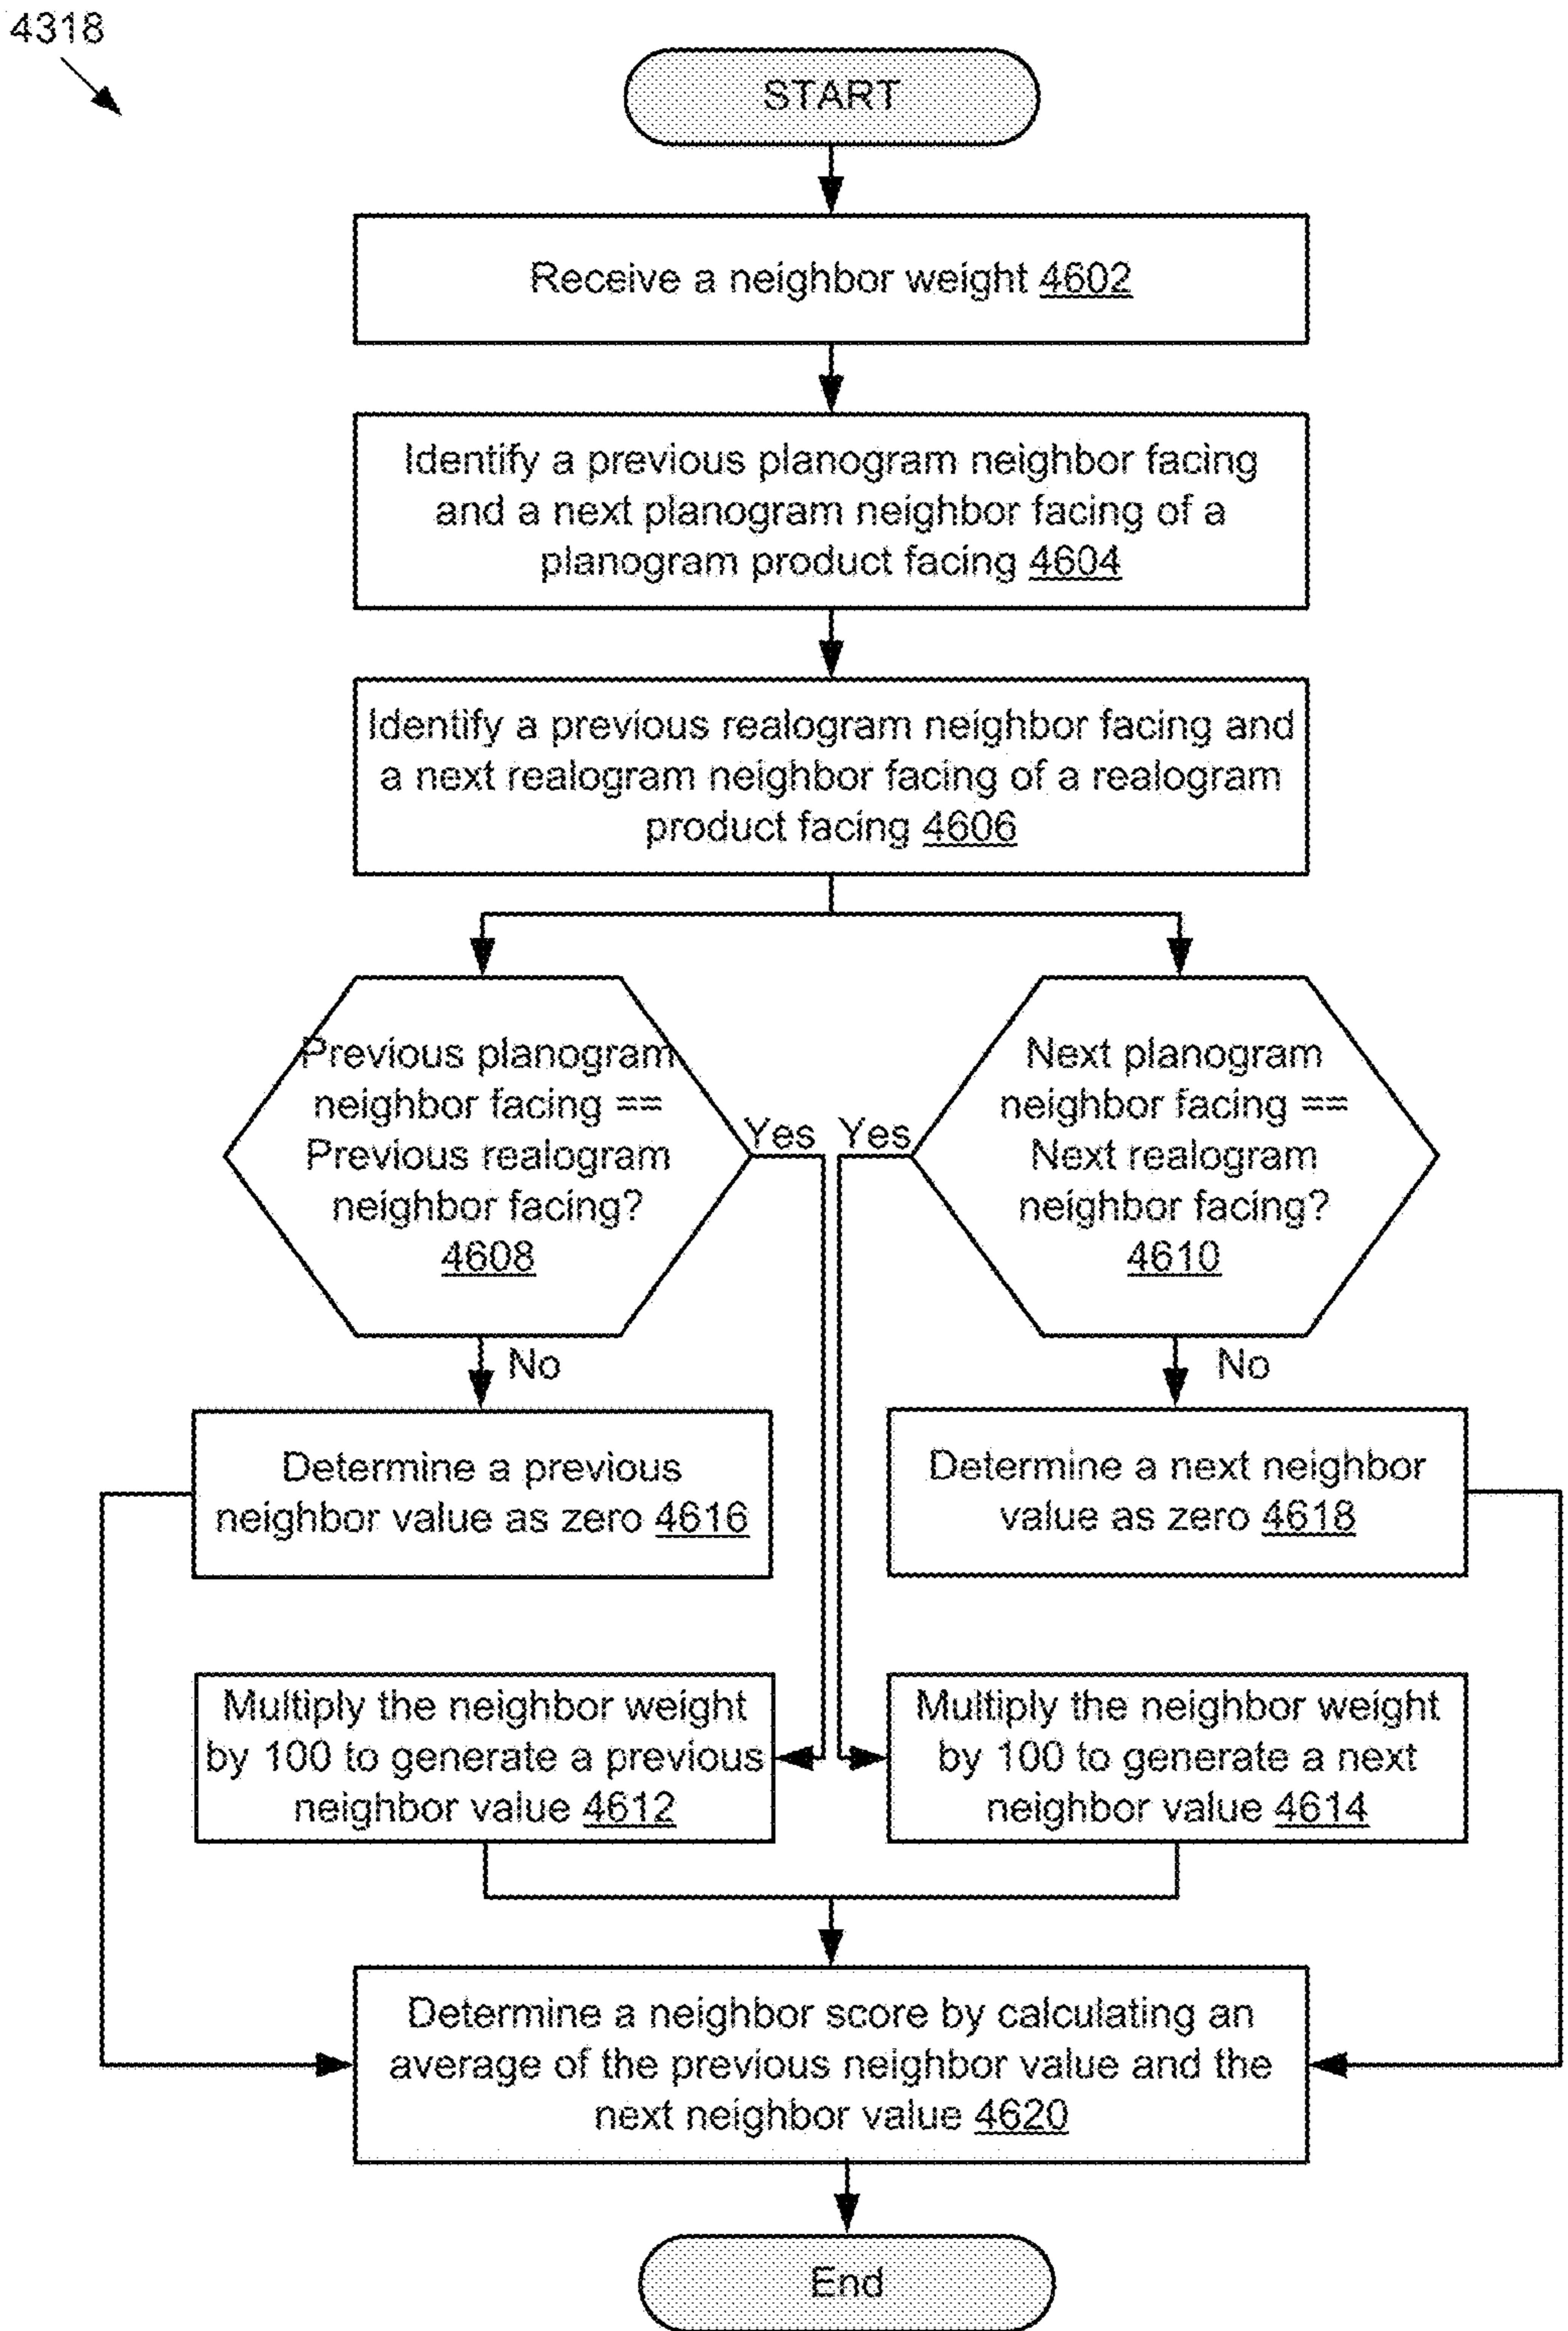 4318
START
Receive a neighbor weight 4602
Identify a previous planogram neighbor facing
and a next planogram neighbor facing of a
planogram product facing 4604
Identify a previous realogram neighbor facing and
a next realogram neighbor facing of a realogram
product facing 4606
Previous planogram
neighbor facing ==
Previous realogram
neighbor facing?
4608
Yes
Yes
Next planogram
neighbor facing ==
Next realogram
neighbor facing?
4610
No
No
Determine a previous
neighbor value as zero 4616
Determine a next neighbor
value as zero 4618
Multiply the neighbor weight
by 100 to generate a previous
neighbor value 4612
Multiply the neighbor weight
by 100 to generate a next
neighbor value 4614
Determine a neighbor score by calculating an
average of the previous neighbor value and the
next neighbor value 4620
End